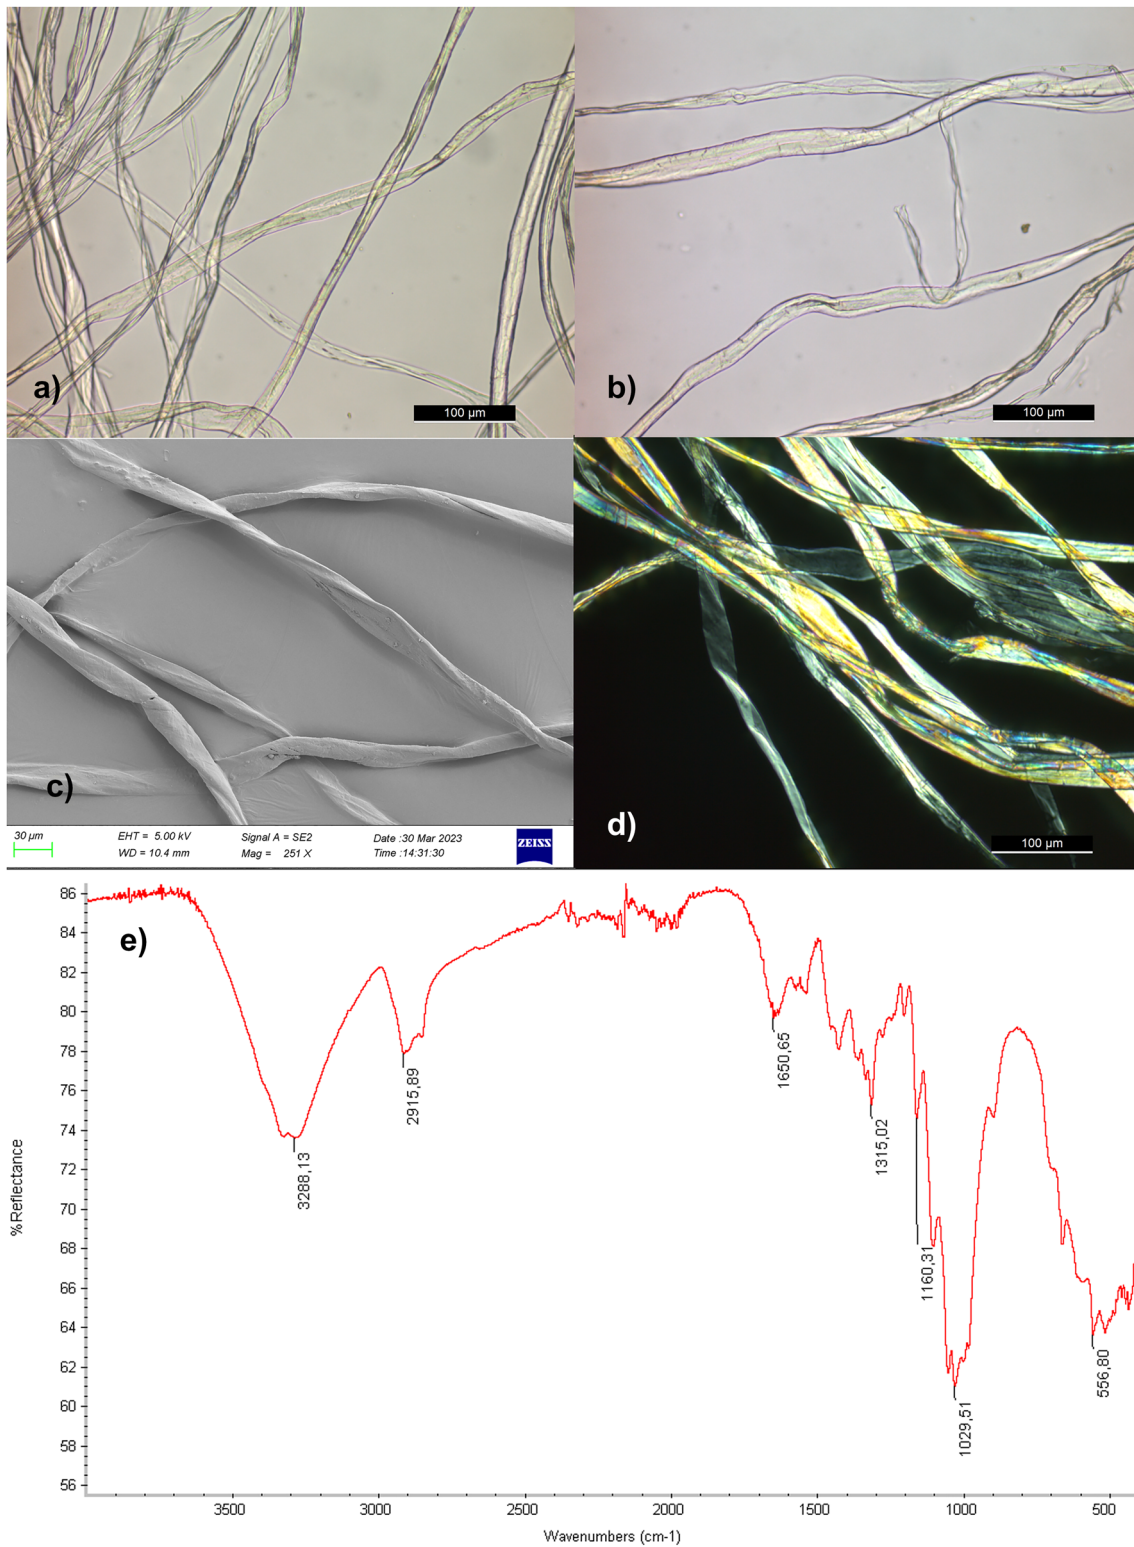 a)
100 µm
b)
100 µm
c)
30 µm
EHT = 5.00 kV
WD = 10.4 mm
Signal A = SE2
Mag = 251 X
Date :30 Mar 2023
Time :14:31:30
ZEISS
d)
100 µm
e)
%Reflectance
86
84
82
80
78
76
74
72
70
68
66
64
62
60
58
56
3288,13
2915,89
1650,65
1315,02
1160,31
1029,51
556,80
3500
3000
2500
2000
1500
1000
500
Wavenumbers (cm-1)